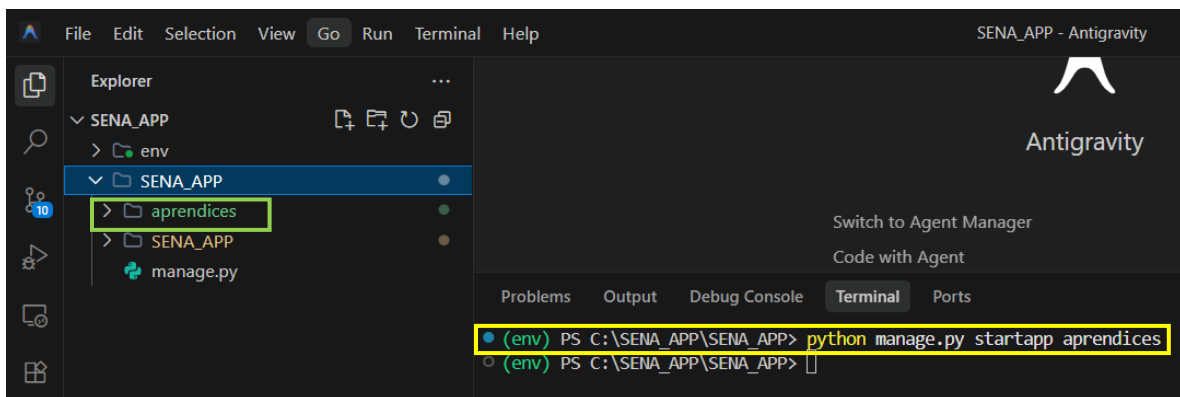 File Edit Selection View Go Run Terminal Help SENA_APP - Antigravity
Explorer
SENA_APP
env
SENA_APP
aprendices
SENA_APP
manage.py
10
Antigravity
Switch to Agent Manager
Code with Agent
Problems Output Debug Console Terminal Ports
(env) PS C:\SENA_APP\SENA_APP> python manage.py startapp aprendices
(env) PS C:\SENA_APP\SENA_APP>